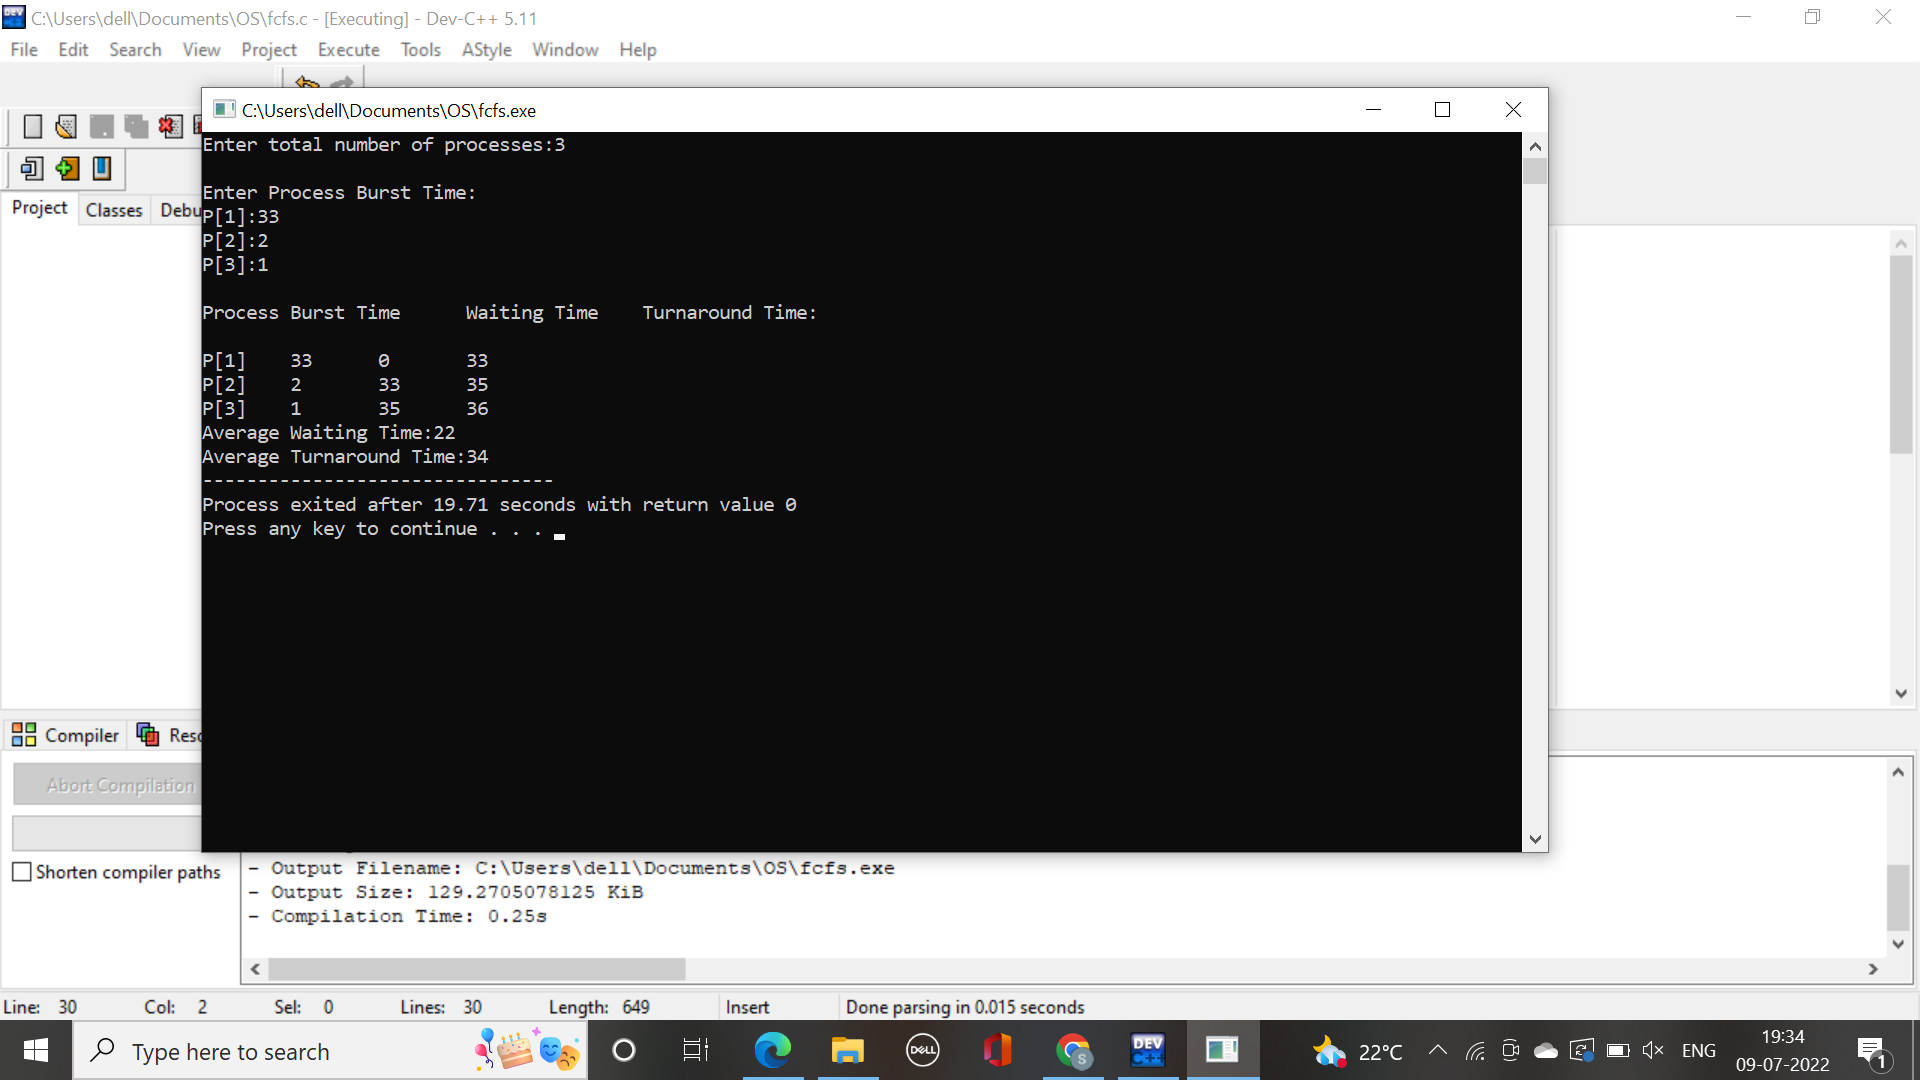 C:\Users\dell\Documents\OS\fcfs.c - [Executing] - Dev-C++ 5.11
File Edit Search View Project Execute Tools AStyle Window Help
C:\Users\dell\Documents\OS\fcfs.exe
Enter total number of processes:3
Enter Process Burst Time:
P[1]:33
P[2]:2
P[3]:1
Process Burst Time Waiting Time Turnaround Time:
P[1] 33 0 33
P[2] 2 33 35
P[3] 1 35 36
Average Waiting Time:22
Average Turnaround Time:34
--------------------------------
Process exited after 19.71 seconds with return value 0
Press any key to continue . . .
Project Classes Debu
Compiler Reso
Abort Compilation
Shorten compiler paths
- Output Filename: C:\Users\dell\Documents\OS\fcfs.exe
- Output Size: 129.2705078125 KiB
- Compilation Time: 0.25s
Line: 30 Col: 2 Sel: 0 Lines: 30 Length: 649 Insert Done parsing in 0.015 seconds
Type here to search
DELL
S
DEV
C++
22°C
ENG
19:34
09-07-2022
1